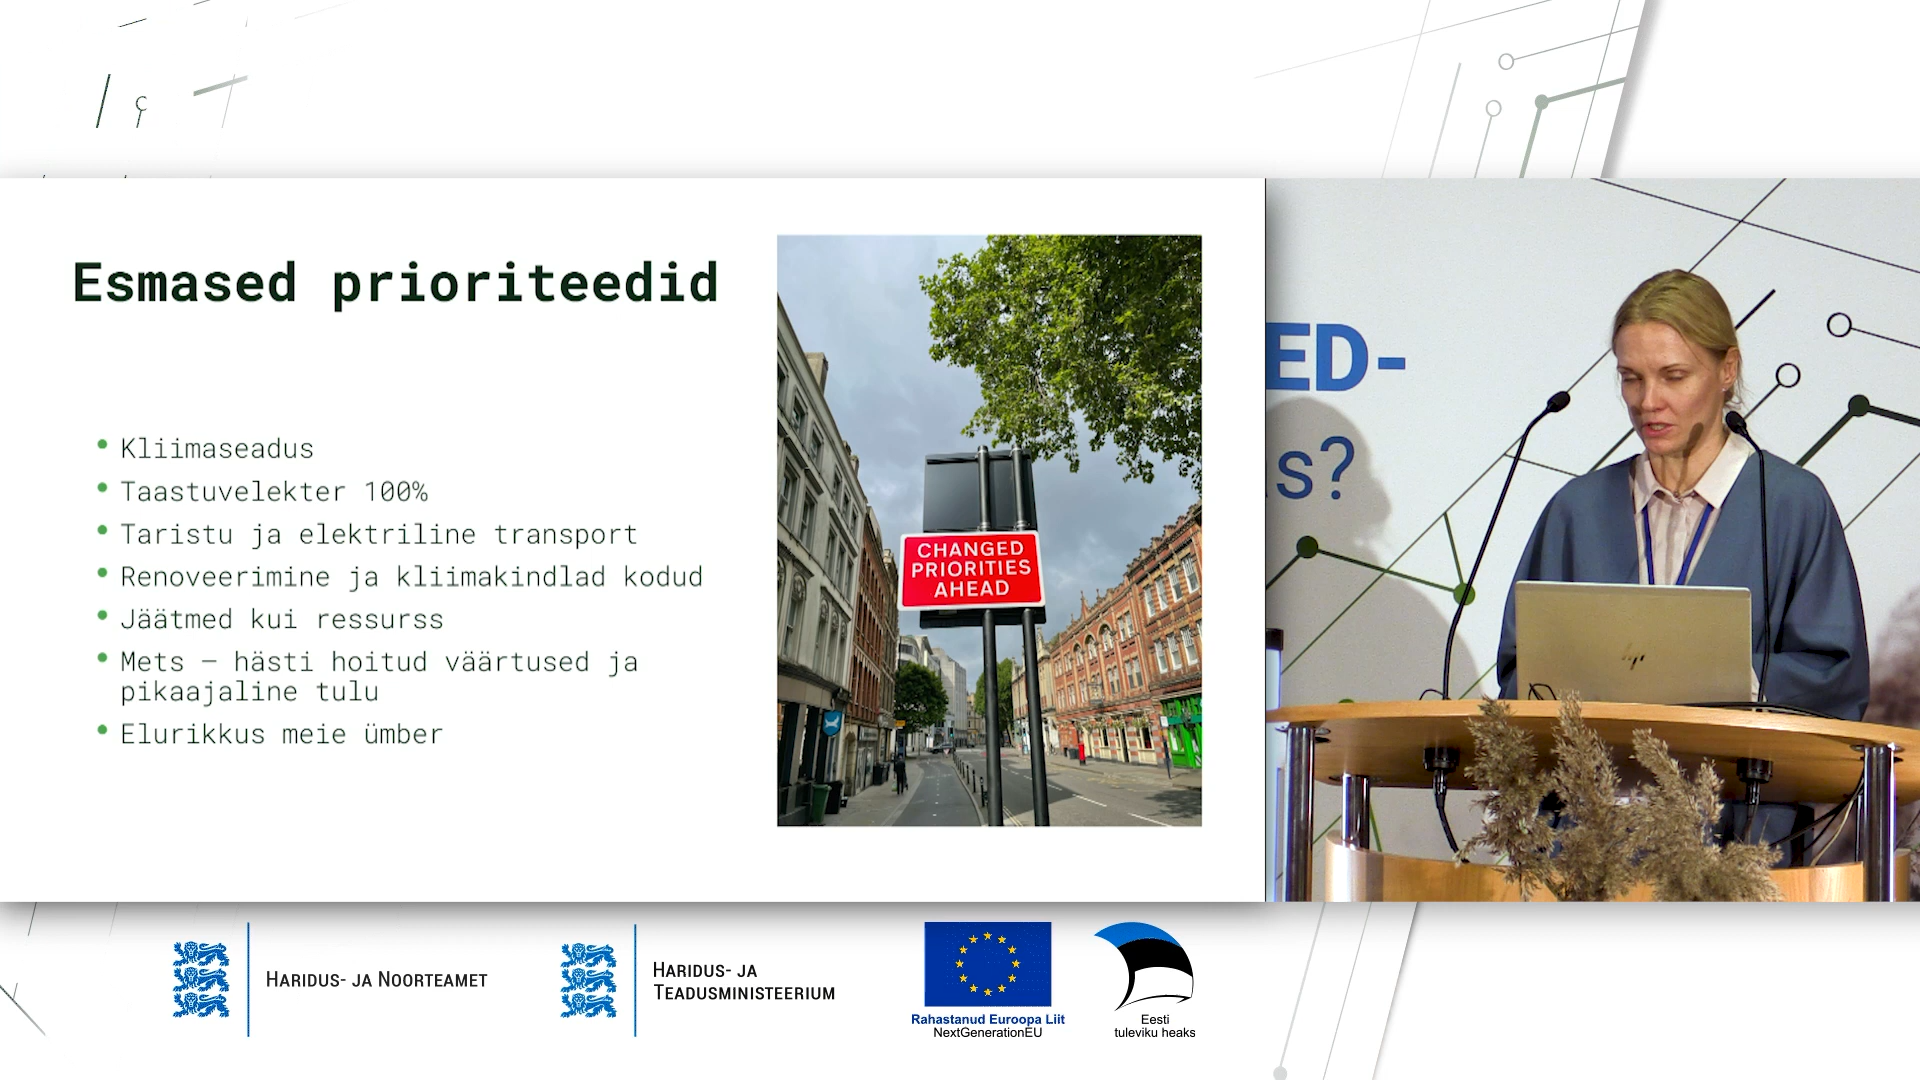 Esmased prioriteedid
• Kliimaseadus
• Taastuvelekter 100%
• Taristu ja elektriline transport
• Renoveerimine ja kliimakindlad kodud
• Jäätmed kui ressurss
• Mets – hästi hoitud väärtused ja
pikaajaline tulu
• Elurikkus meie ümber
CHANGED
PRIORITIES
AHEAD
ED-
s?
hp
HARIDUS- JA NOORTEAMET
HARIDUS- JA
TEADUSMINISTEERIUM
Rahastanud Euroopa Liit
NextGenerationEU
Eesti
tuleviku heaks